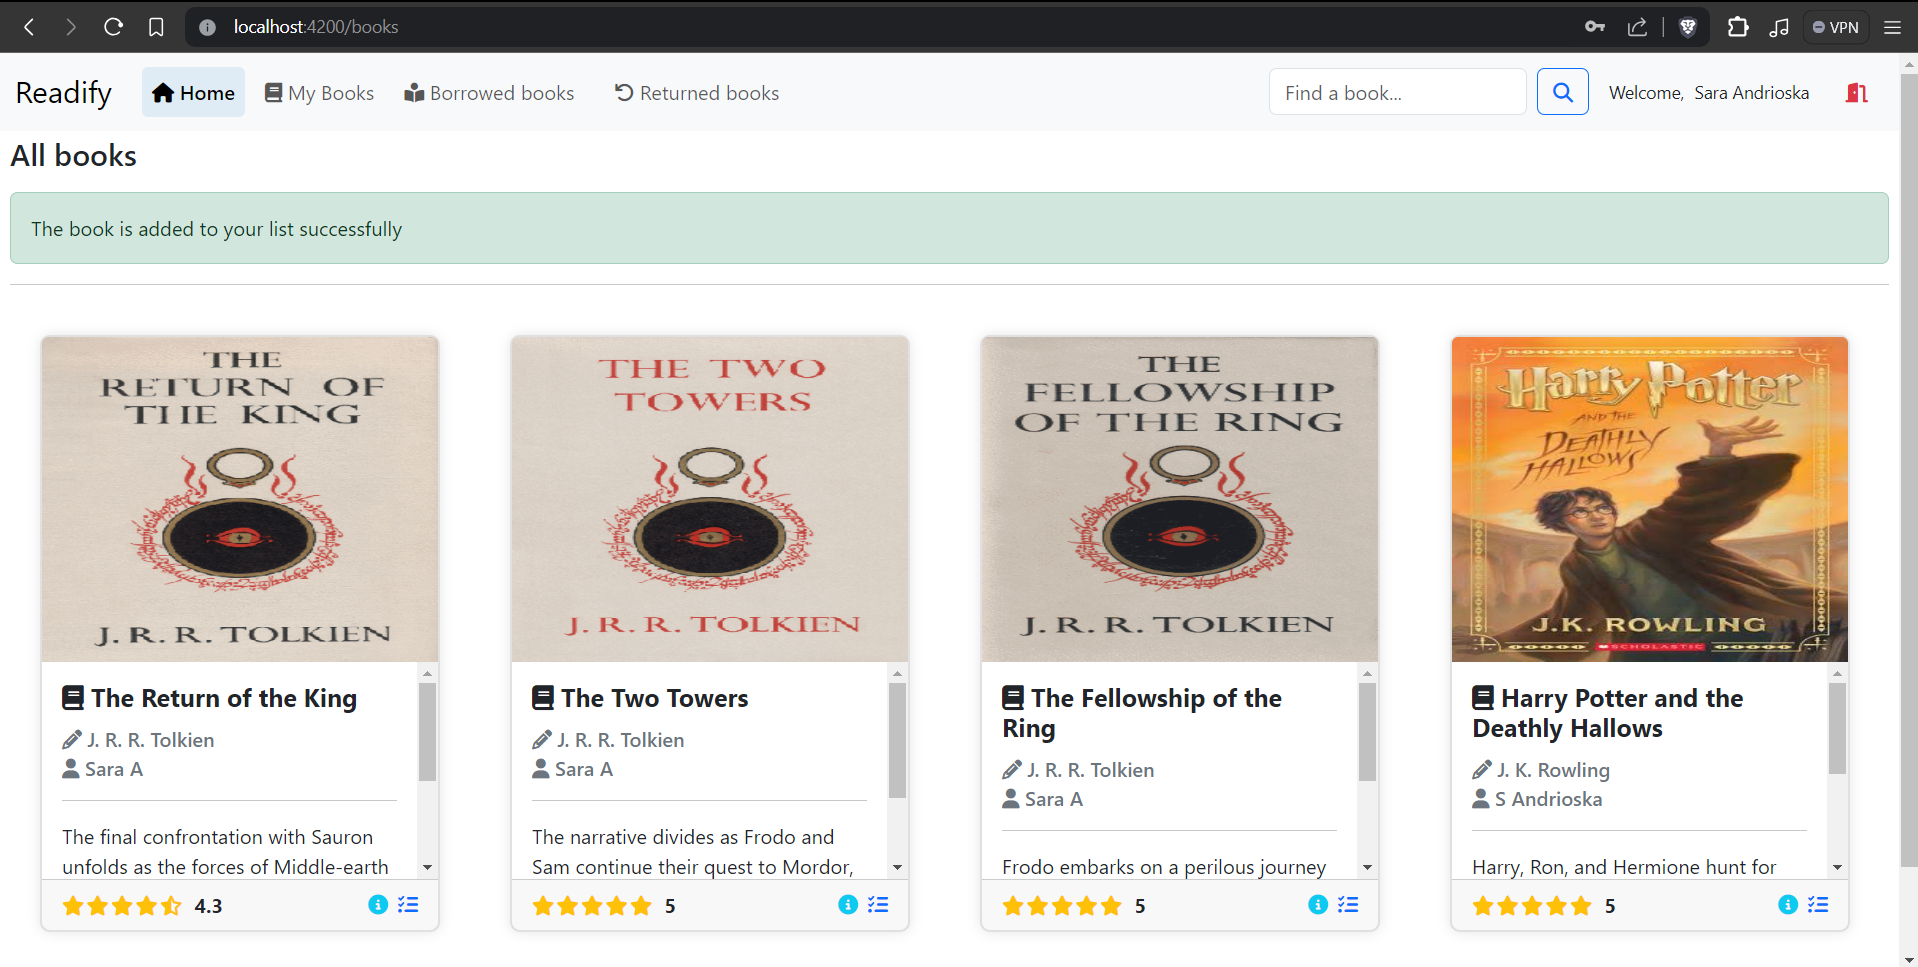 localhost:4200/books
VPN
Readify
Home
My Books
Borrowed books
Returned books
Find a book...
Welcome, Sara Andrioska
All books
The book is added to your list successfully
THE
RETURN OF
THE KING
J. R. R. TOLKIEN
The Return of the King
J. R. R. Tolkien
Sara A
The final confrontation with Sauron
unfolds as the forces of Middle-earth
4.3
THE TWO
TOWERS
J. R. R. TOLKIEN
The Two Towers
J. R. R. Tolkien
Sara A
The narrative divides as Frodo and
Sam continue their quest to Mordor,
5
THE
FELLOWSHIP
OF THE RING
J. R. R. TOLKIEN
The Fellowship of the
Ring
J. R. R. Tolkien
Sara A
Frodo embarks on a perilous journey
5
Harry Potter
AND THE
DEATHLY
HALLOWS
J.K. ROWLING
SCHOLASTIC
Harry Potter and the
Deathly Hallows
J. K. Rowling
S Andrioska
Harry, Ron, and Hermione hunt for
5